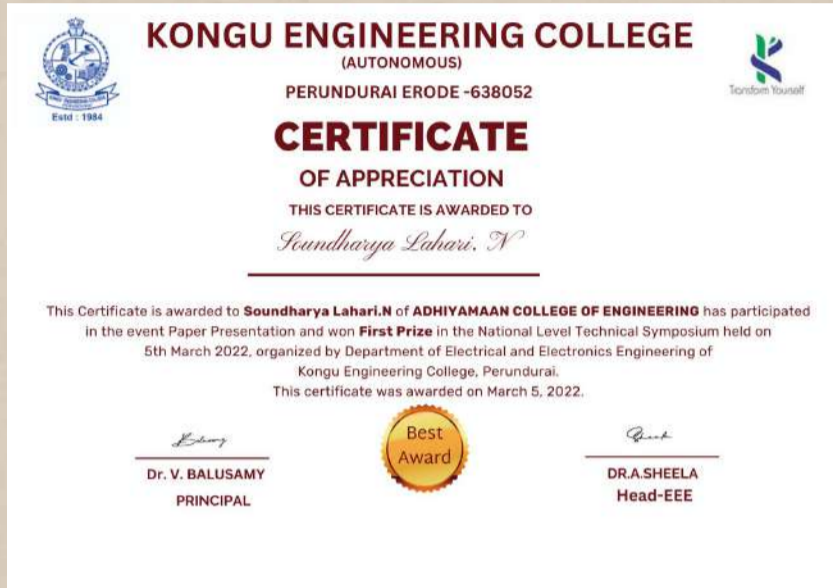 KONGU ENGINEERING COLLEGE
(AUTONOMOUS)
PERUNDURAI ERODE -638052
Estd : 1984
Transform Yourself
CERTIFICATE
OF APPRECIATION
THIS CERTIFICATE IS AWARDED TO
Soundharya Lahari. N
This Certificate is awarded to Soundharya Lahari.N of ADHIYAMAAN COLLEGE OF ENGINEERING has participated
in the event Paper Presentation and won First Prize in the National Level Technical Symposium held on
5th March 2022, organized by Department of Electrical and Electronics Engineering of
Kongu Engineering College, Perundurai.
This certificate was awarded on March 5, 2022.
Best
Award
Dr. V. BALUSAMY
PRINCIPAL
DR.A.SHEELA
Head-EEE